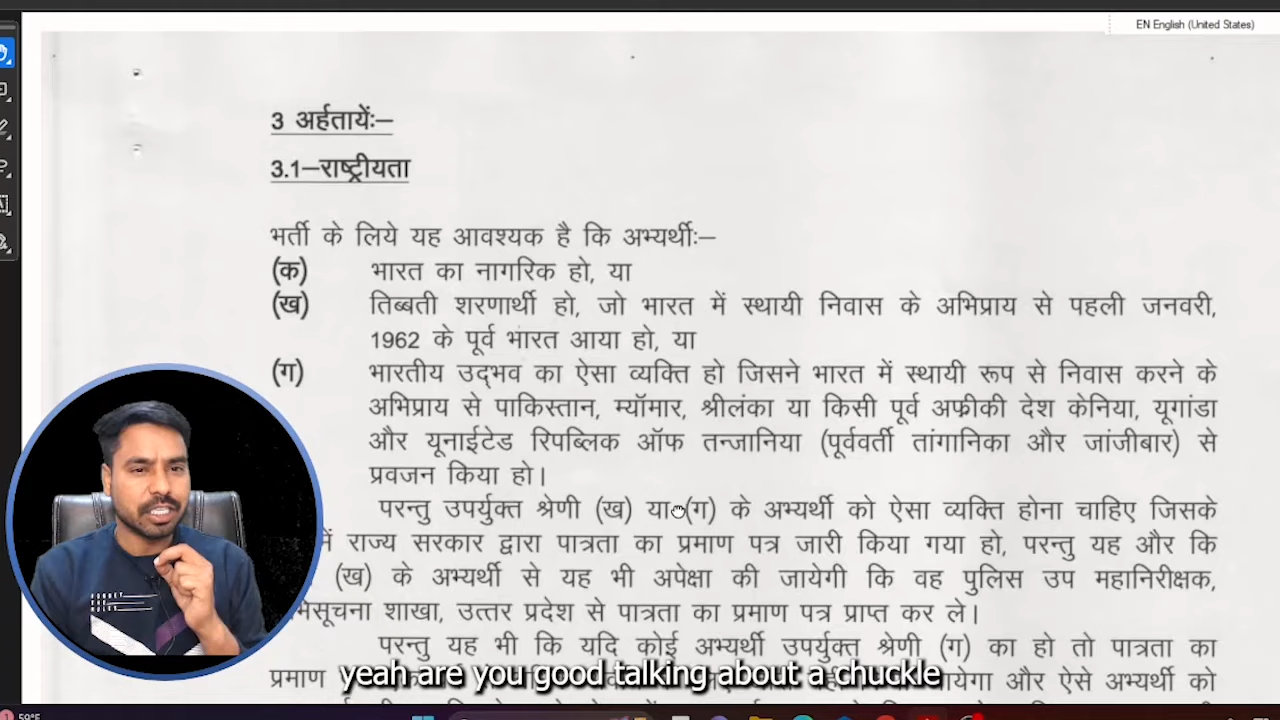 EN English (United States)
3 अर्हतायेंः–
3.1–राष्ट्रीयता
भर्ती के लिये यह आवश्यक है कि अभ्यर्थीः–
(क) भारत का नागरिक हो, या
(ख) तिब्बती शरणार्थी हो, जो भारत में स्थायी निवास के अभिप्राय से पहली जनवरी,
1962 के पूर्व भारत आया हो, या
(ग) भारतीय उद्भव का ऐसा व्यक्ति हो जिसने भारत में स्थायी रूप से निवास करने के
अभिप्राय से पाकिस्तान, म्यॉमार, श्रीलंका या किसी पूर्व अफ्रीकी देश केनिया, यूगांडा
और यूनाईटेड रिपब्लिक ऑफ तन्जानिया (पूर्ववर्ती तांगानिका और जांजीबार) से
प्रवजन किया हो।
परन्तु उपर्युक्त श्रेणी (ख) या (ग) के अभ्यर्थी को ऐसा व्यक्ति होना चाहिए जिसके
में राज्य सरकार द्वारा पात्रता का प्रमाण पत्र जारी किया गया हो, परन्तु यह और कि
(ख) के अभ्यर्थी से यह भी अपेक्षा की जायेगी कि वह पुलिस उप महानिरीक्षक,
शाखा, उत्तर प्रदेश से पात्रता का प्रमाण पत्र प्राप्त कर ले।
परन्तु यह भी कि यदि कोई अभ्यर्थी उपर्युक्त श्रेणी (ग) का हो तो पात्रता का
प्रमाण और ऐसे अभ्यर्थी को
yeah are you good talking about a chuckle
59°F